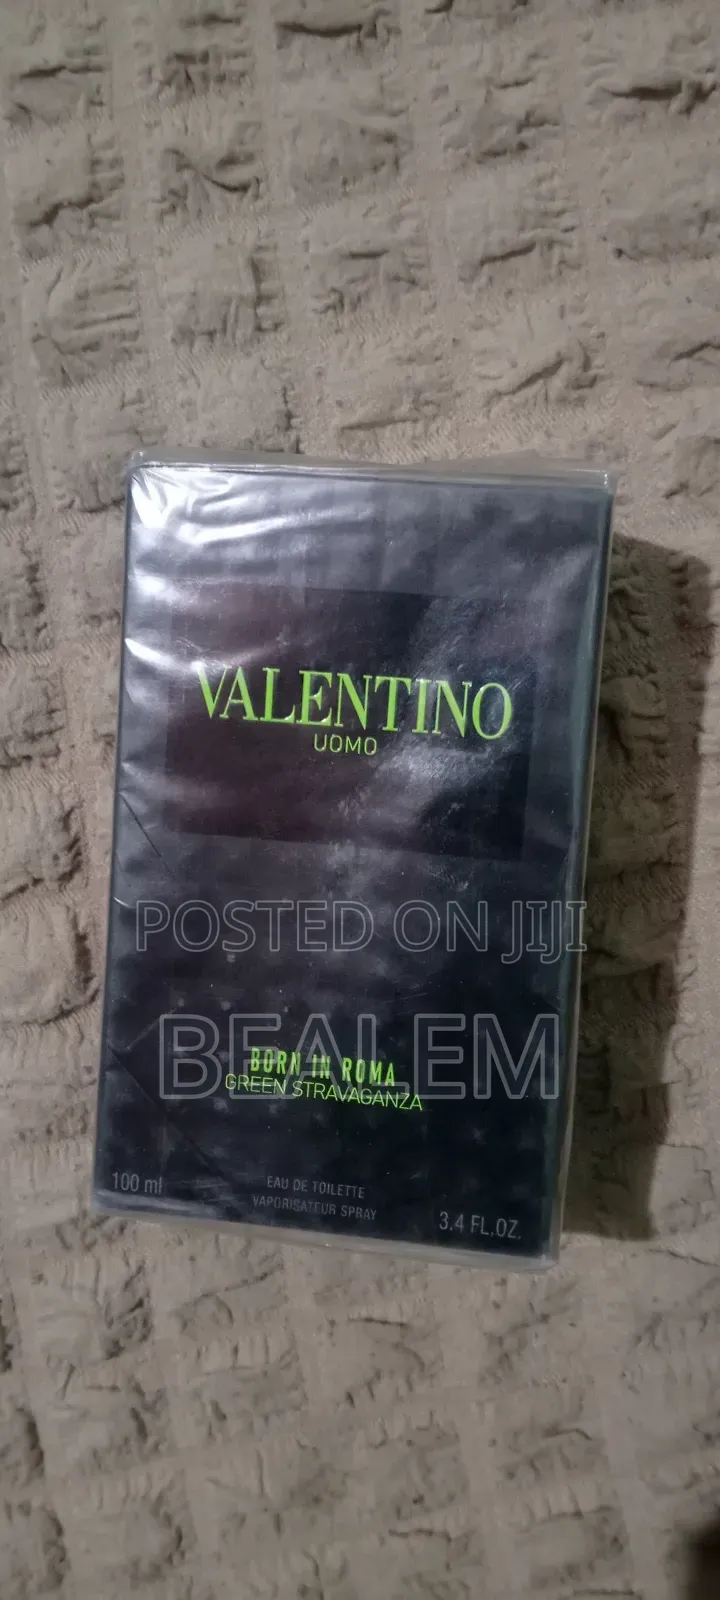 VALENTINO
UOMO
POSTED ON JIJI
BEALEM
BORN IN ROMA
GREEN STRAVAGANZA
100 ml
EAU DE TOILETTE
VAPORISATEUR SPRAY
3.4 FL.OZ.